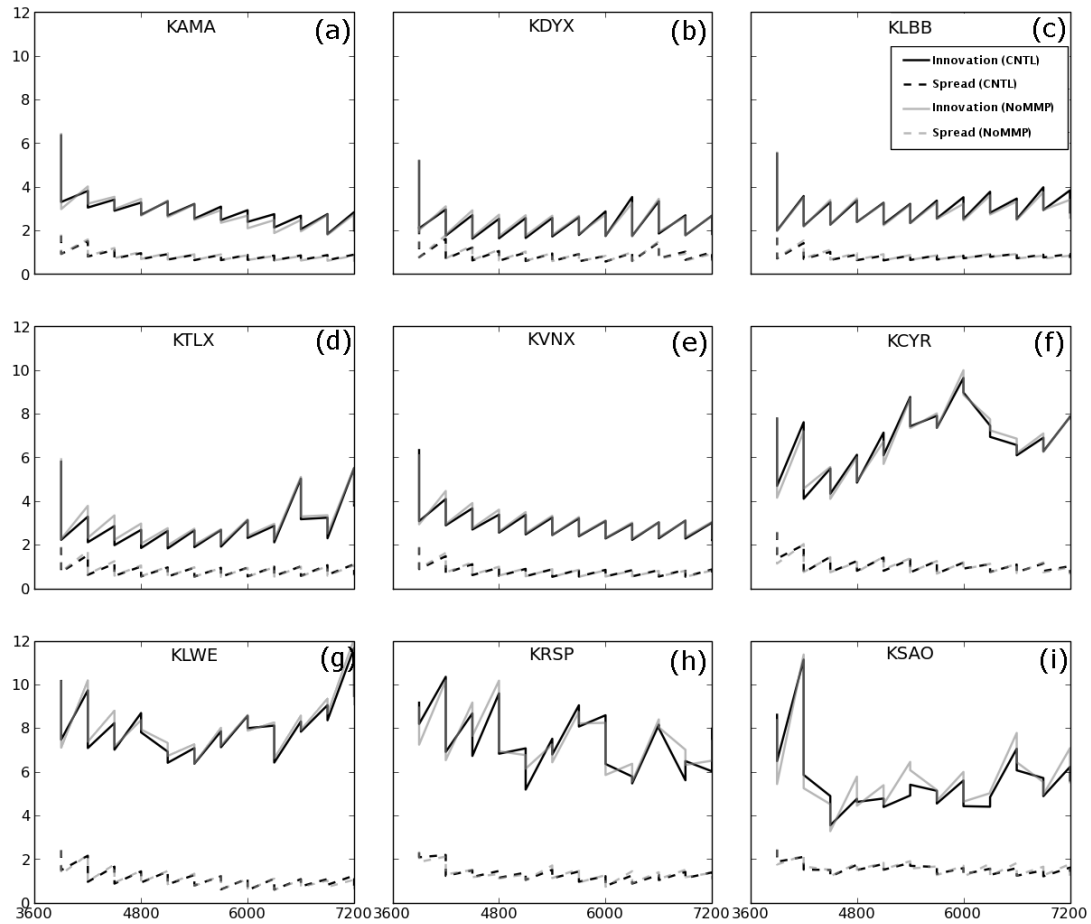 12
10
8
6
4
2
0
KAMA
(a)
KDYX
(b)
KLBB
(c)
Innovation (CNTL)
Spread (CNTL)
Innovation (NoMMP)
Spread (NoMMP)
12
10
8
6
4
2
0
KTLX
(d)
KVNX
(e)
KCYR
(f)
12
10
8
6
4
2
0
KLWE
(g)
KRSP
(h)
KSAO
(i)
3600 4800 6000 7200
3600 4800 6000 7200
3600 4800 6000 7200